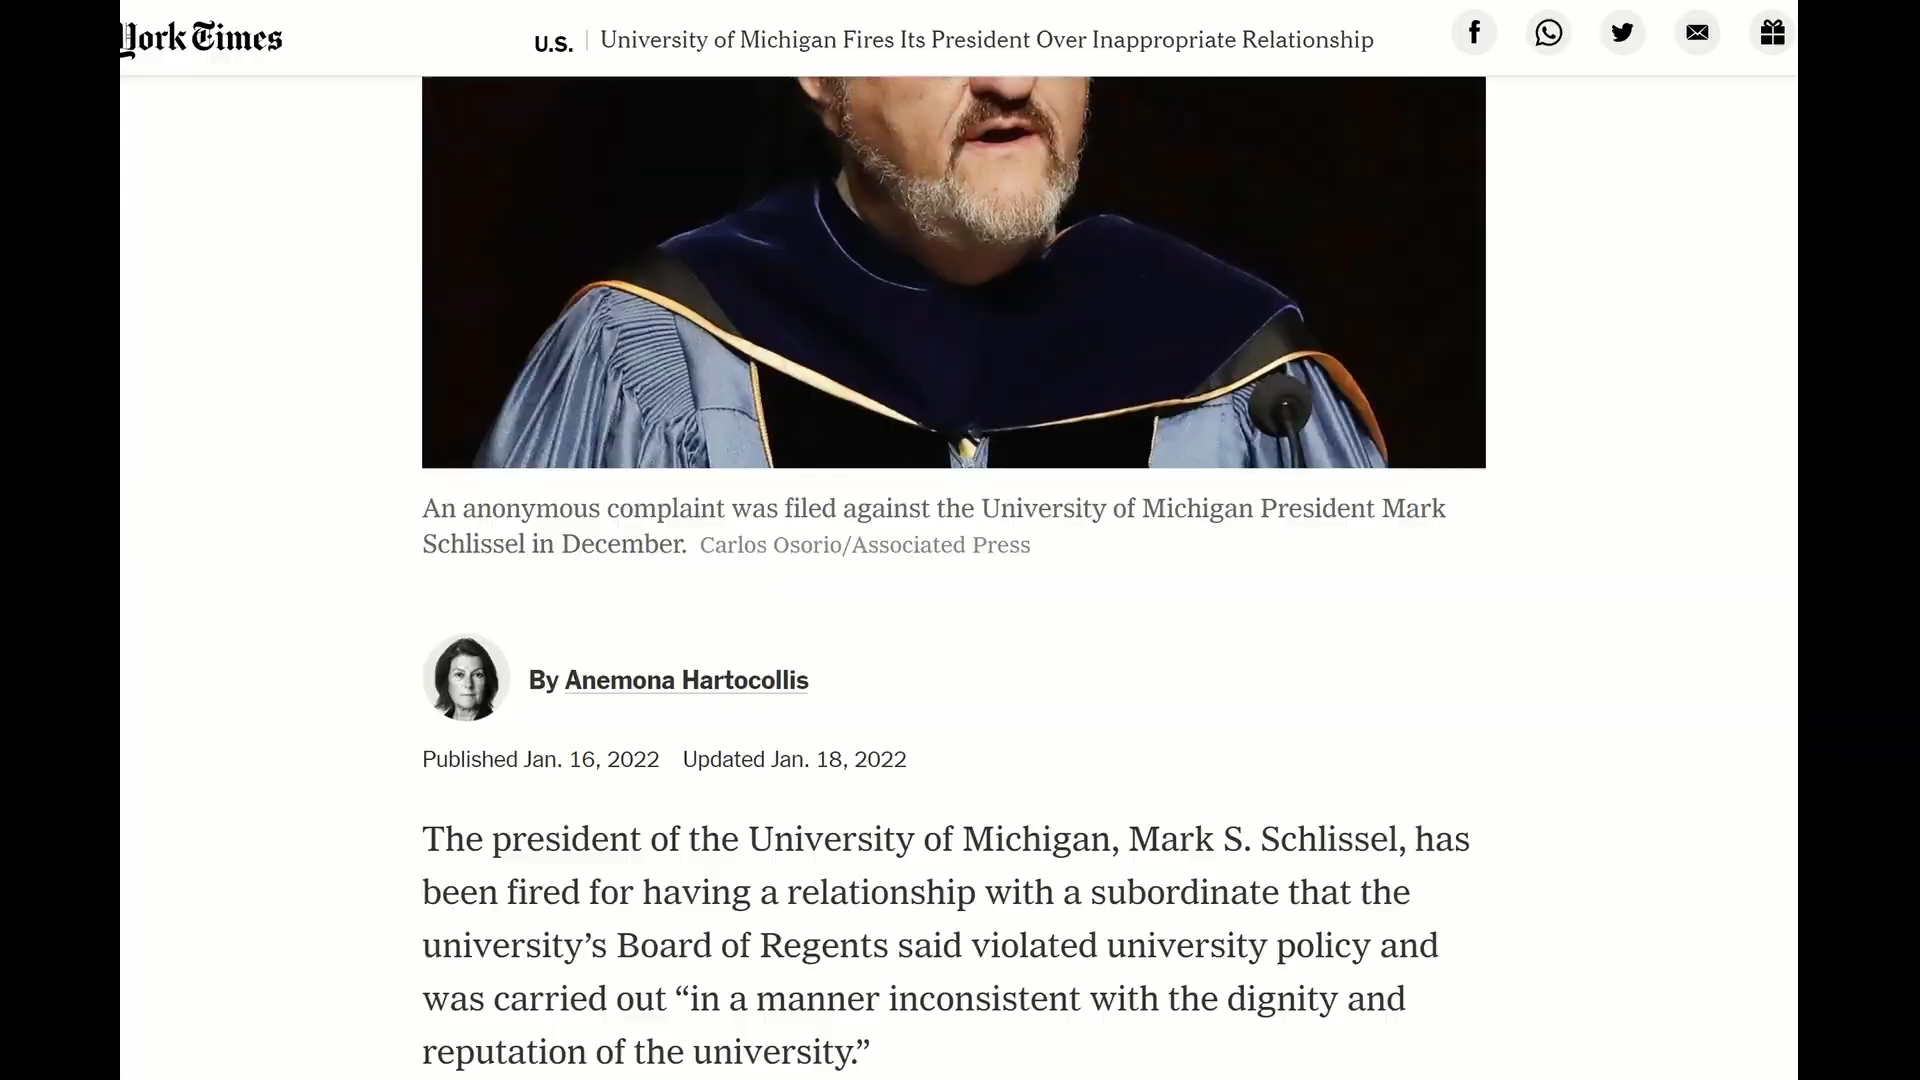 York Times
U.S. University of Michigan Fires Its President Over Inappropriate Relationship
An anonymous complaint was filed against the University of Michigan President Mark
Schlissel in December. Carlos Osorio/Associated Press
By Anemona Hartocollis
Published Jan. 16, 2022 Updated Jan. 18, 2022
The president of the University of Michigan, Mark S. Schlissel, has
been fired for having a relationship with a subordinate that the
university’s Board of Regents said violated university policy and
was carried out “in a manner inconsistent with the dignity and
reputation of the university.”